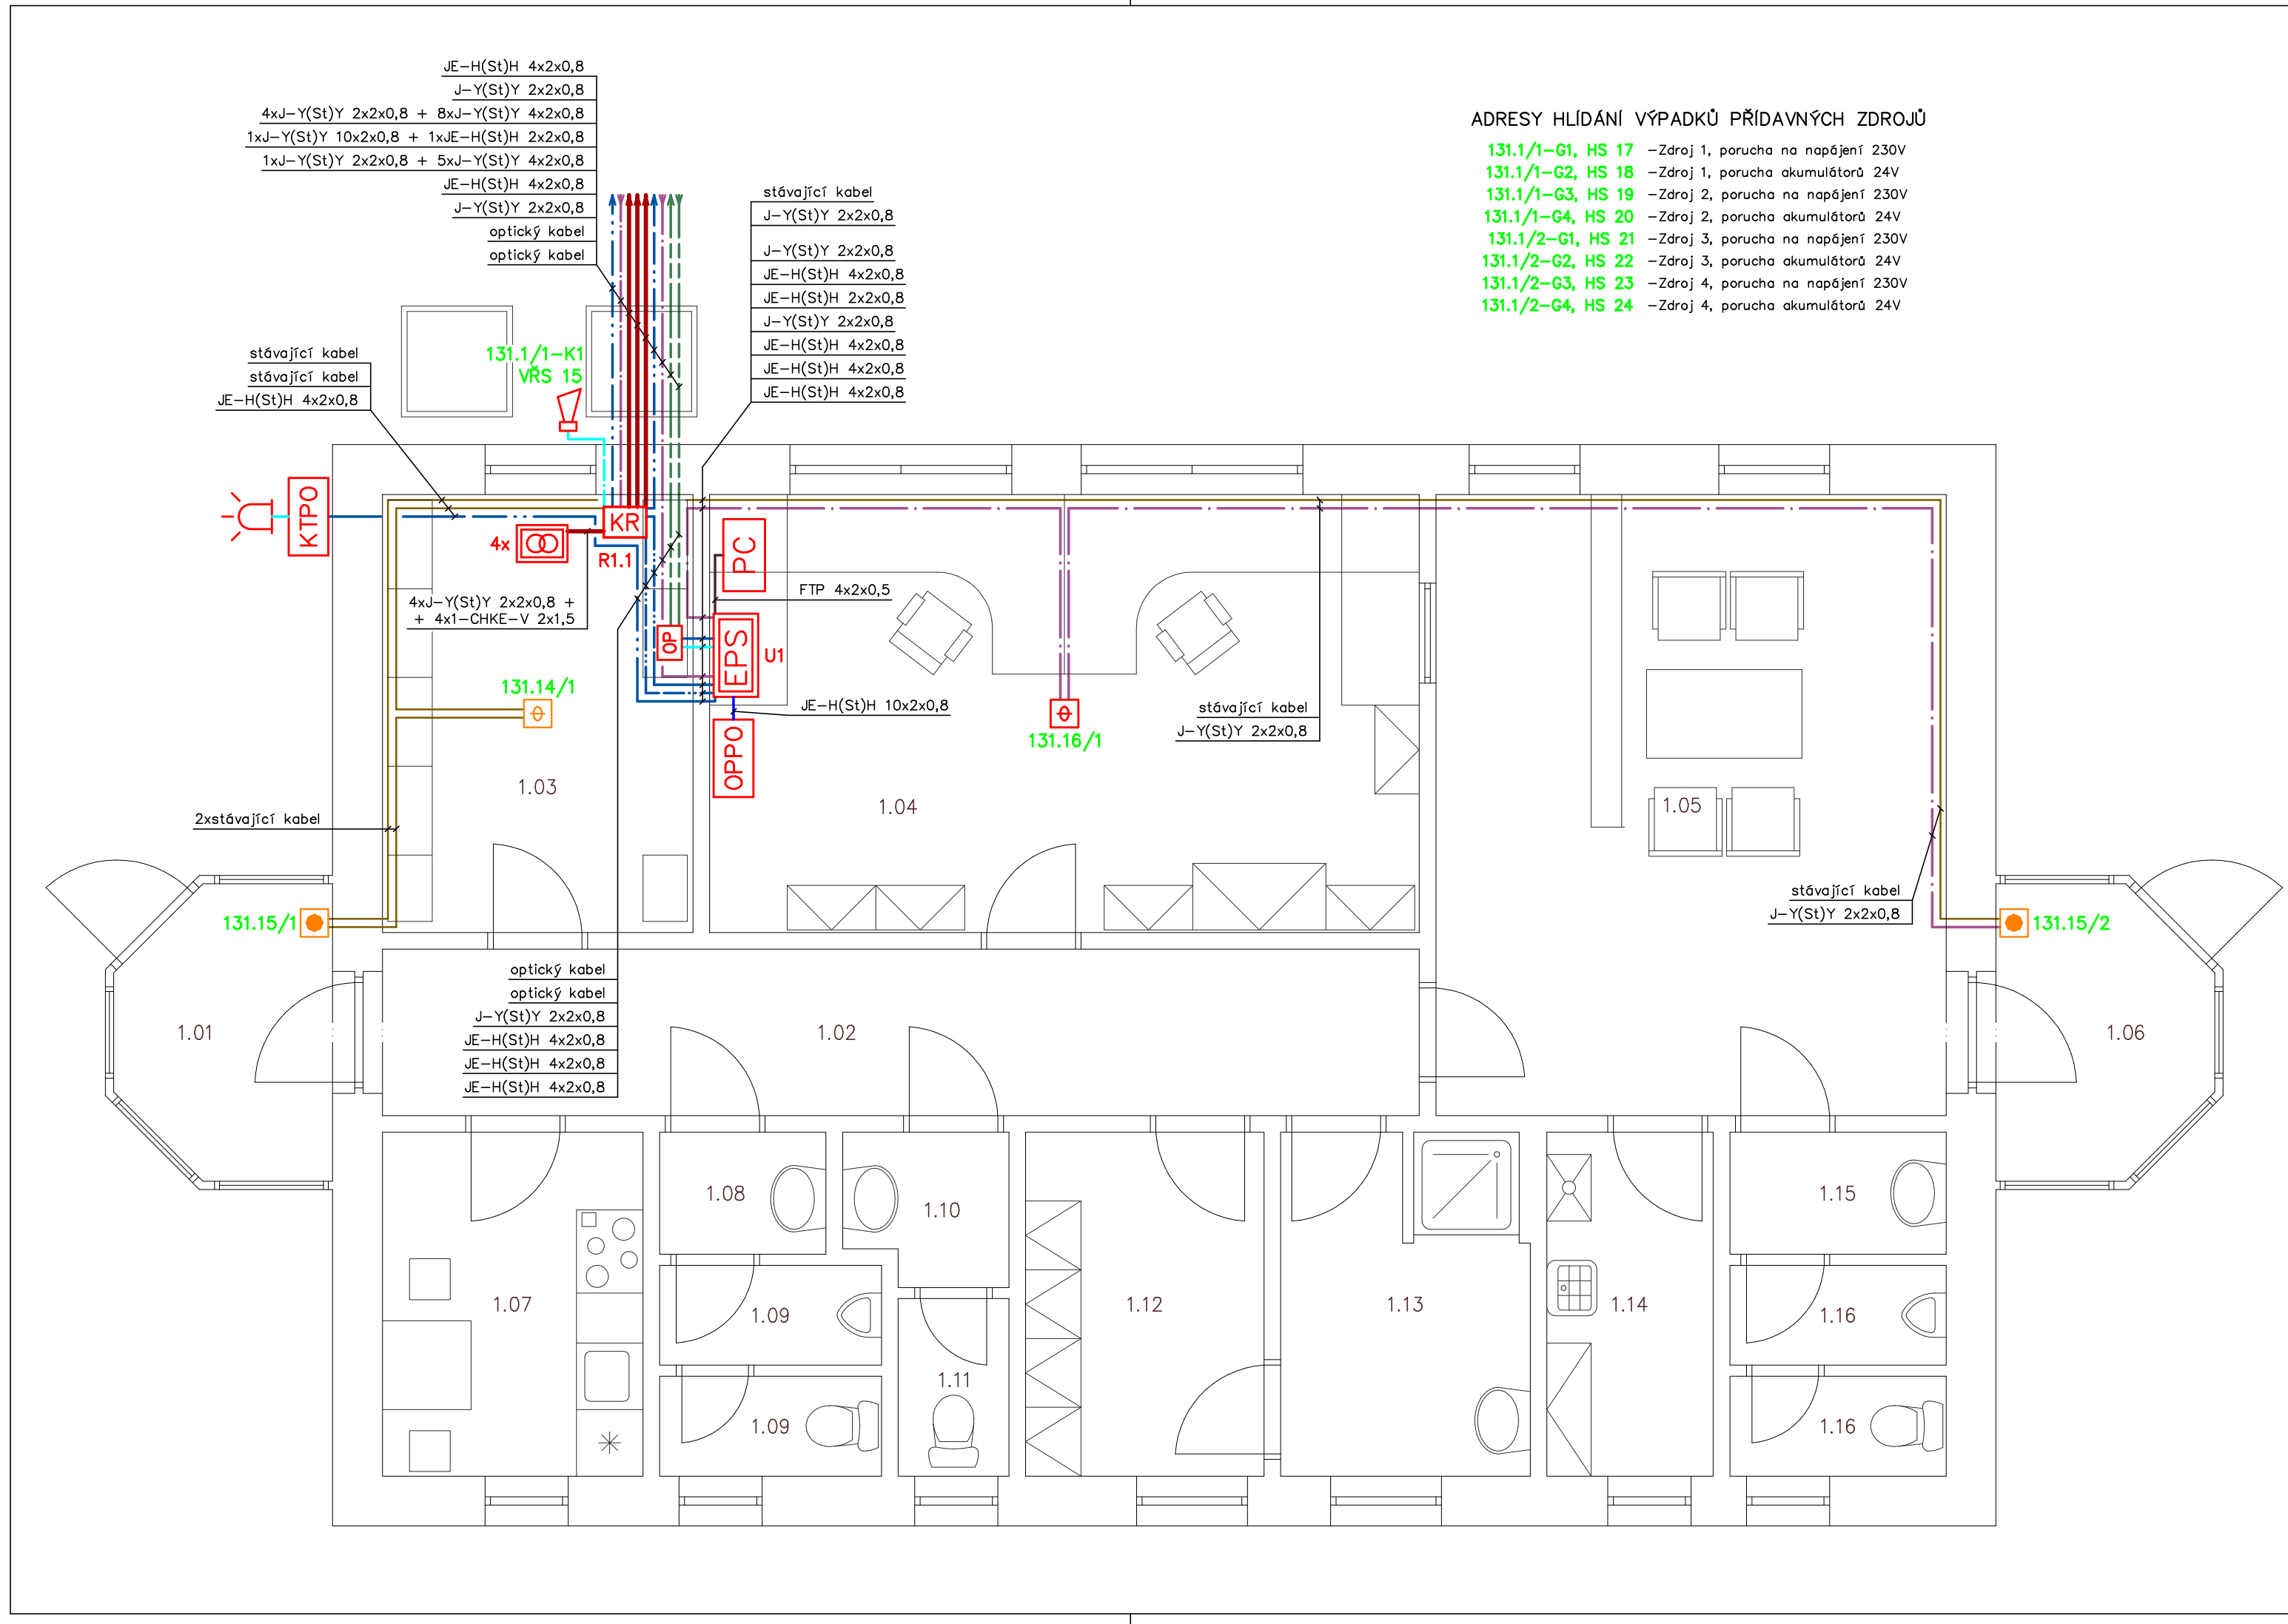 JE-H(St)H 4x2x0,8
J-Y(St)Y 2x2x0,8
4xJ-Y(St)Y 2x2x0,8 + 8xJ-Y(St)Y 4x2x0,8
1xJ-Y(St)Y 10x2x0,8 + 1xJE-H(St)H 2x2x0,8
1xJ-Y(St)Y 2x2x0,8 + 5xJ-Y(St)Y 4x2x0,8
JE-H(St)H 4x2x0,8
J-Y(St)Y 2x2x0,8
optický kabel
optický kabel
stávající kabel
J-Y(St)Y 2x2x0,8
J-Y(St)Y 2x2x0,8
JE-H(St)H 4x2x0,8
JE-H(St)H 2x2x0,8
J-Y(St)Y 2x2x0,8
JE-H(St)H 4x2x0,8
JE-H(St)H 4x2x0,8
JE-H(St)H 4x2x0,8
ADRESY HLÍDÁNÍ VÝPADKŮ PŘÍDAVNÝCH ZDROJŮ
131.1/1-G1, HS 17 -Zdroj 1, porucha na napájení 230V
131.1/1-G2, HS 18 -Zdroj 1, porucha akumulátorů 24V
131.1/1-G3, HS 19 -Zdroj 2, porucha na napájení 230V
131.1/1-G4, HS 20 -Zdroj 2, porucha akumulátorů 24V
131.1/2-G1, HS 21 -Zdroj 3, porucha na napájení 230V
131.1/2-G2, HS 22 -Zdroj 3, porucha akumulátorů 24V
131.1/2-G3, HS 23 -Zdroj 4, porucha na napájení 230V
131.1/2-G4, HS 24 -Zdroj 4, porucha akumulátorů 24V
131.1/1-K1
VŘS 15
stávající kabel
stávající kabel
JE-H(St)H 4x2x0,8
KTPO
KR
4x
R1.1
PC
FTP 4x2x0,5
4xJ-Y(St)Y 2x2x0,8 +
+ 4x1-CHKE-V 2x1,5
OP
EPS
U1
131.14/1
JE-H(St)H 10x2x0,8
OPPO
131.16/1
stávající kabel
J-Y(St)Y 2x2x0,8
1.03
1.04
1.05
2xstávající kabel
131.15/1
stávající kabel
J-Y(St)Y 2x2x0,8
131.15/2
optický kabel
optický kabel
J-Y(St)Y 2x2x0,8
JE-H(St)H 4x2x0,8
JE-H(St)H 4x2x0,8
JE-H(St)H 4x2x0,8
1.01
1.02
1.06
1.08
1.10
1.15
1.07
1.09
1.12
1.13
1.14
1.16
1.11
1.09
1.16